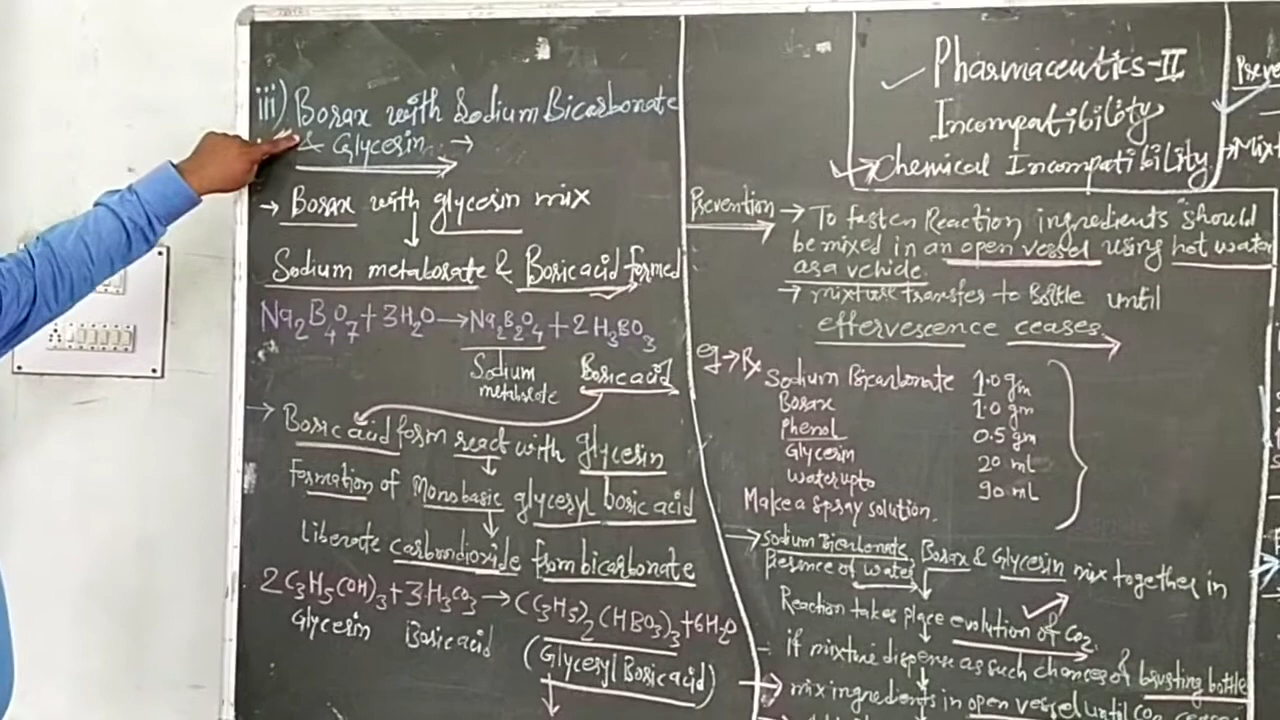 iii) Borax with Sodium Bicarbonate
& Glycerin →
→ Borax with glycerin mix
Sodium metaborate & Boric acid formed
Na2B4O7 + 3H2O → Na2B2O4 + 2H3BO3
Sodium metaborate
Boric acid
→ Boric acid form react with glycerin
Formation of Monobasic glyceryl boric acid
liberate carbondioxide from bicarbonate
2C3H5(OH)3 + 3H3CO3 → (C3H5)2(HBO3)3 + 6H2O
Glycerin Boric acid
(Glyceryl Boric acid)
Pharmaceutics-II
Incompatibility
→ Chemical Incompatibility
Prevention → To fasten Reaction ingredients should
be mixed in an open vessel using hot water
as a vehicle.
→ mixture transfer to Bottle until
effervescence ceases
eg → Rx
Sodium Bicarbonate 1.0 gm
Borax 1.0 gm
Phenol 0.5 gm
Glycerin 20 ml
Water upto 90 ml
Make a spray solution.
→ Sodium Bicarbonate, Borax & Glycerin mix together in
Presence of water
Reaction takes place evolution of CO2
if mixture dispense as such chances of brusting bottle
→ mix ingredients in open vessel until CO2